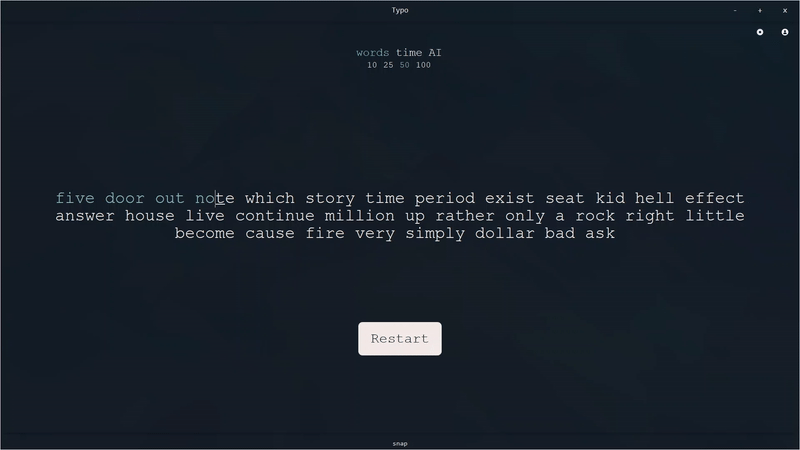 Typo
- + x
words time AI
10 25 50 100
five door out note which story time period exist seat kid hell effect
answer house live continue million up rather only a rock right little
become cause fire very simply dollar bad ask
Restart
snap